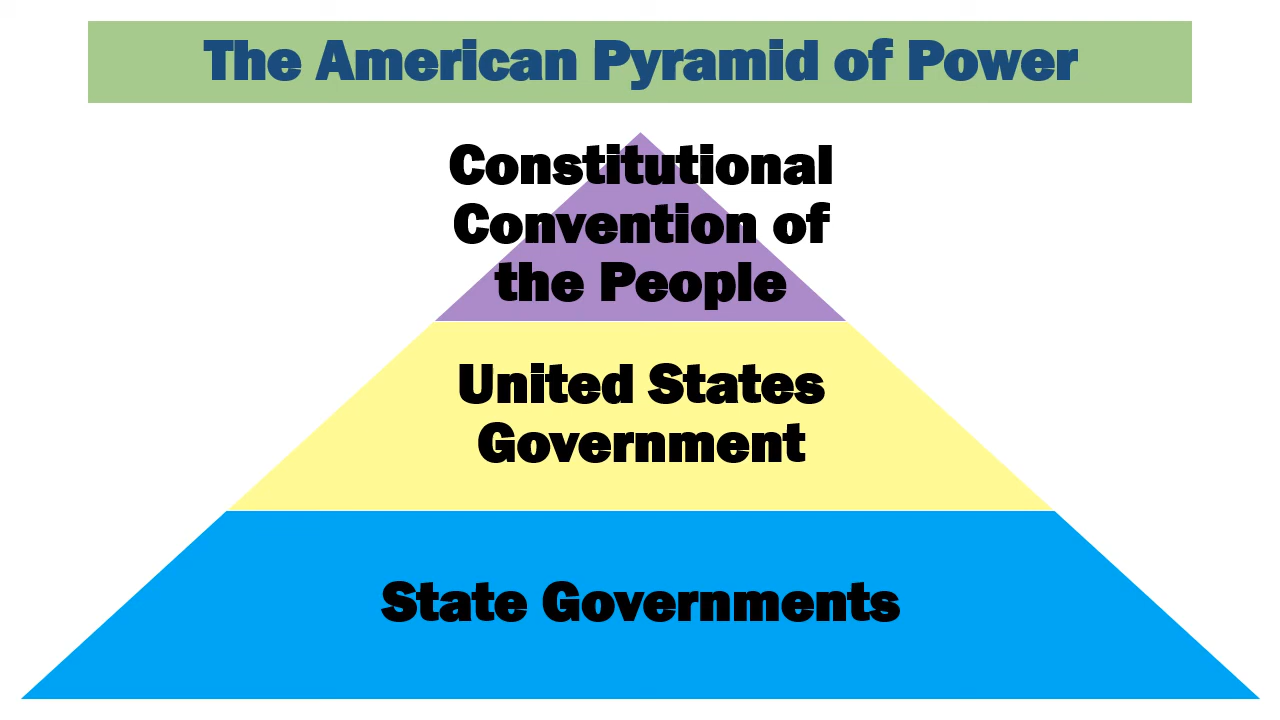 The American Pyramid of Power
Constitutional
Convention of
the People
United States
Government
State Governments